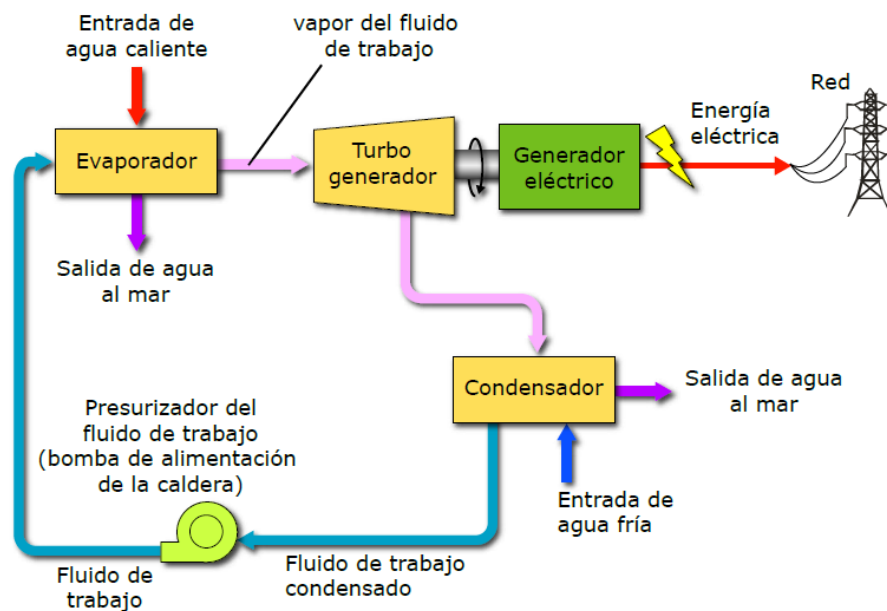 Entrada de
agua caliente
vapor del fluido
de trabajo
Red
Energía
eléctrica
Evaporador
Turbo
generador
Generador
eléctrico
Salida de agua
al mar
Condensador
Salida de agua
al mar
Presurizador del
fluido de trabajo
(bomba de alimentación
de la caldera)
Entrada de
agua fría
Fluido de
trabajo
Fluido de trabajo
condensado